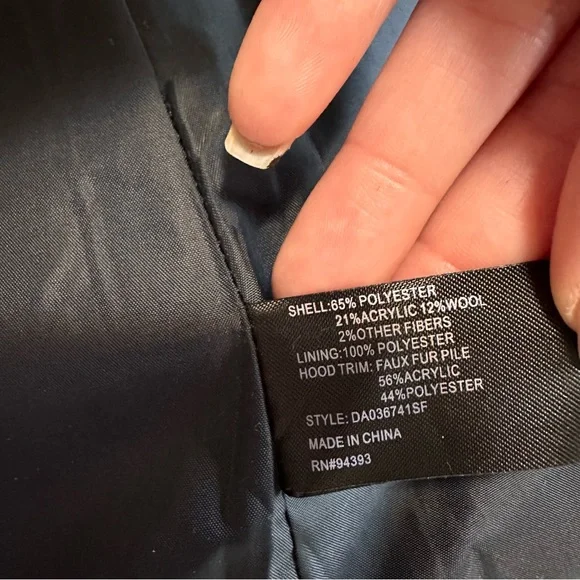 SHELL:65% POLYESTER
21%ACRYLIC 12%WOOL
2%OTHER FIBERS
LINING:100% POLYESTER
HOOD TRIM: FAUX FUR PILE
56%ACRYLIC
44%POLYESTER
STYLE: DA036741SF
MADE IN CHINA
RN#94393